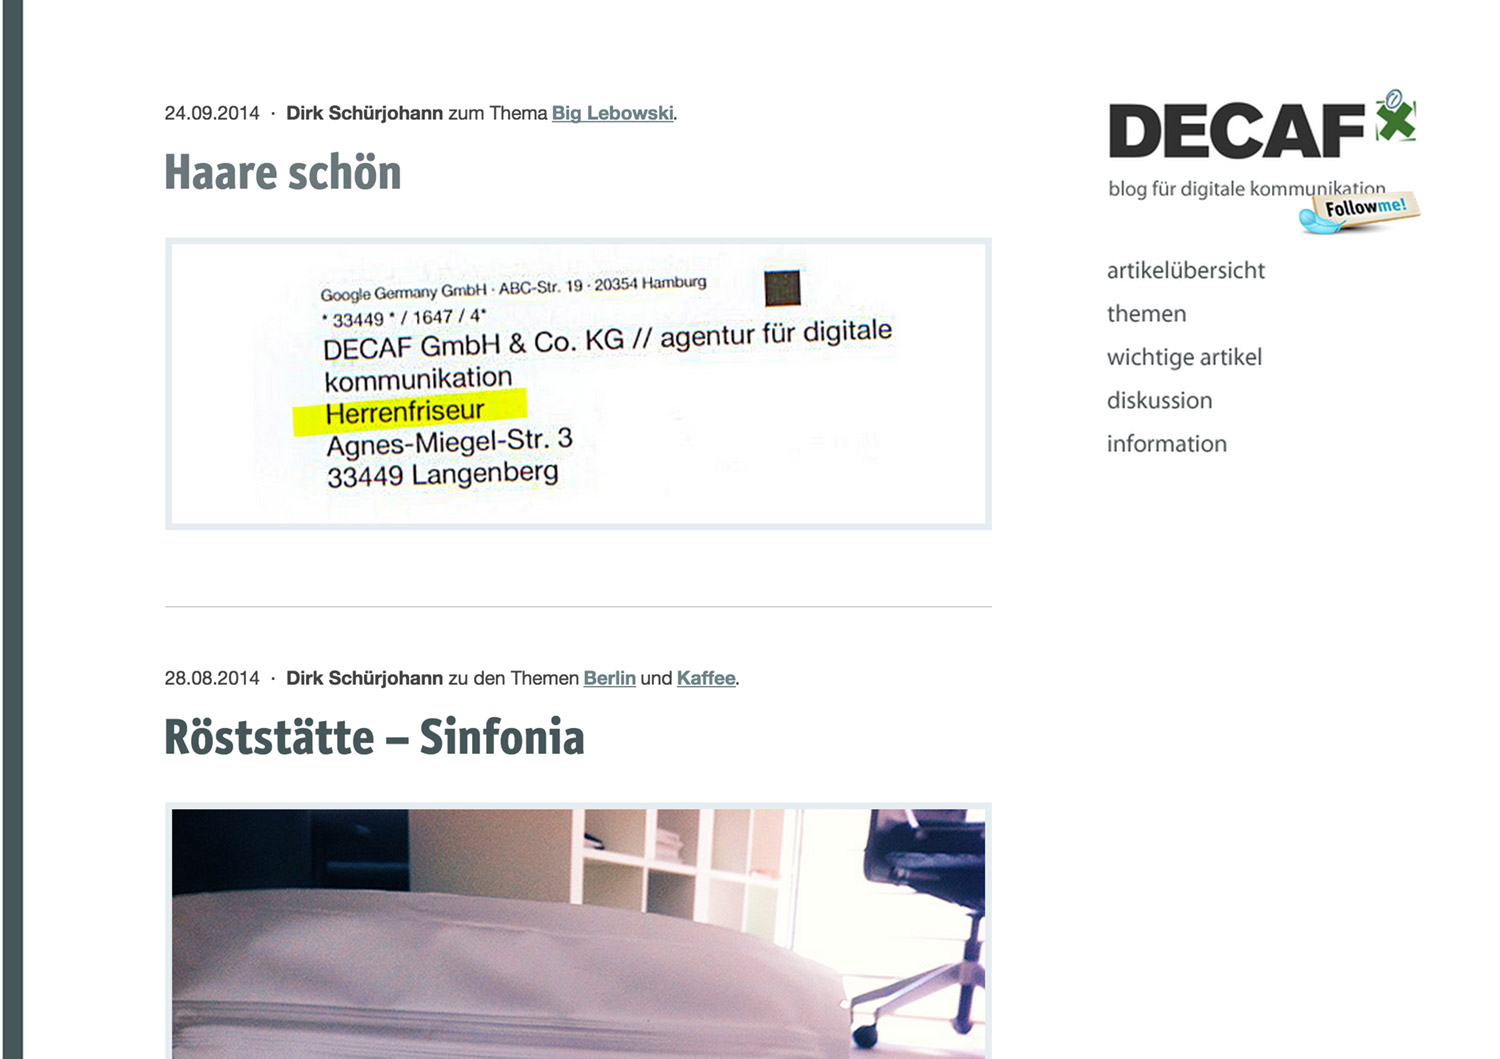 24.09.2014 · Dirk Schürjohann zum Thema Big Lebowski.
Haare schön
Google Germany GmbH · ABC-Str. 19 · 20354 Hamburg
* 33449 * / 1647 / 4*
DECAF GmbH & Co. KG // agentur für digitale
kommunikation
Herrenfriseur
Agnes-Miegel-Str. 3
33449 Langenberg
28.08.2014 · Dirk Schürjohann zu den Themen Berlin und Kaffee.
Röststätte – Sinfonia
DECAF
blog für digitale kommunikation
Followme!
artikelübersicht
themen
wichtige artikel
diskussion
information